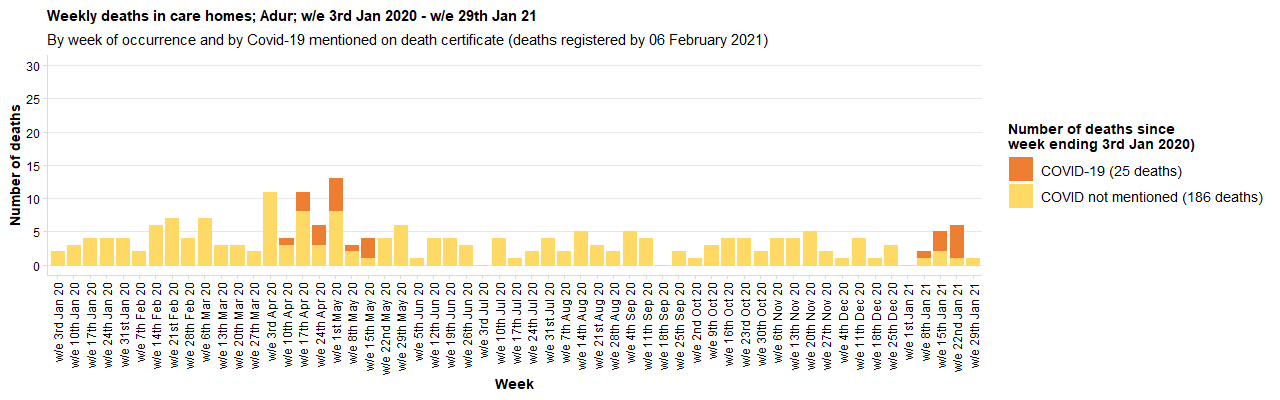 Weekly deaths in care homes; Adur; w/e 3rd Jan 2020 - w/e 29th Jan 21
By week of occurrence and by Covid-19 mentioned on death certificate (deaths registered by 06 February 2021)
Number of deaths
30
25
20
15
10
5
0
w/e 3rd Jan 20
w/e 10th Jan 20
w/e 17th Jan 20
w/e 24th Jan 20
w/e 31st Jan 20
w/e 7th Feb 20
w/e 14th Feb 20
w/e 21st Feb 20
w/e 28th Feb 20
w/e 6th Mar 20
w/e 13th Mar 20
w/e 20th Mar 20
w/e 27th Mar 20
w/e 3rd Apr 20
w/e 10th Apr 20
w/e 17th Apr 20
w/e 24th Apr 20
w/e 1st May 20
w/e 8th May 20
w/e 15th May 20
w/e 22nd May 20
w/e 29th May 20
w/e 5th Jun 20
w/e 12th Jun 20
w/e 19th Jun 20
w/e 26th Jun 20
w/e 3rd Jul 20
w/e 10th Jul 20
w/e 17th Jul 20
w/e 24th Jul 20
w/e 31st Jul 20
w/e 7th Aug 20
w/e 14th Aug 20
w/e 21st Aug 20
w/e 28th Aug 20
w/e 4th Sep 20
w/e 11th Sep 20
w/e 18th Sep 20
w/e 25th Sep 20
w/e 2nd Oct 20
w/e 9th Oct 20
w/e 16th Oct 20
w/e 23rd Oct 20
w/e 30th Oct 20
w/e 6th Nov 20
w/e 13th Nov 20
w/e 20th Nov 20
w/e 27th Nov 20
w/e 4th Dec 20
w/e 11th Dec 20
w/e 18th Dec 20
w/e 25th Dec 20
w/e 1st Jan 21
w/e 8th Jan 21
w/e 15th Jan 21
w/e 22nd Jan 21
w/e 29th Jan 21
Week
Number of deaths since
week ending 3rd Jan 2020)
COVID-19 (25 deaths)
COVID not mentioned (186 deaths)